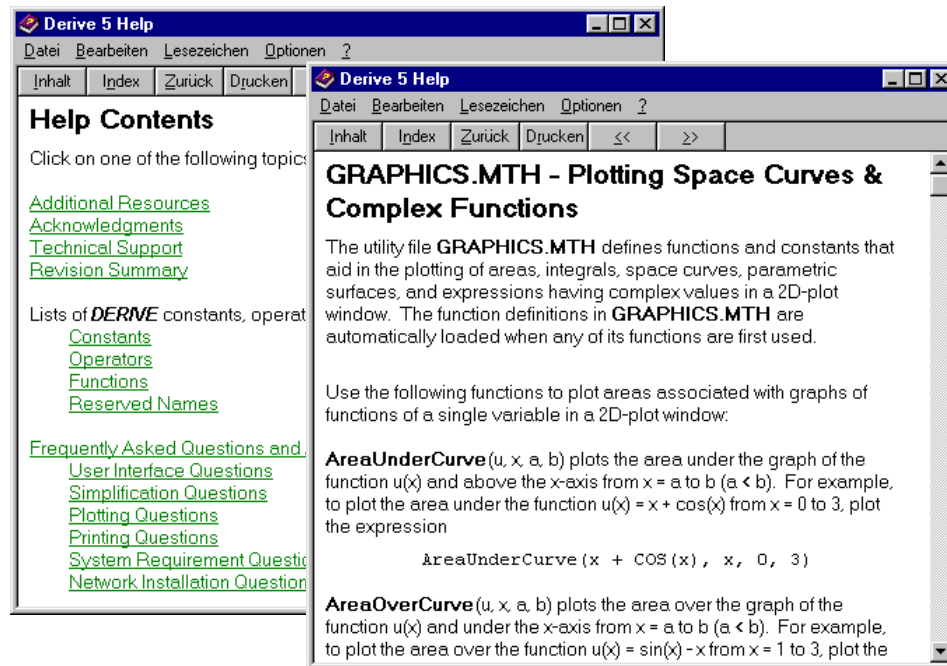 Derive 5 Help
Datei Bearbeiten Lesezeichen Optionen ?
Inhalt Index Zurück Drucken
Help Contents
Click on one of the following topics
Additional Resources
Acknowledgments
Technical Support
Revision Summary
Lists of DERIVE constants, operat
Constants
Operators
Functions
Reserved Names
Frequently Asked Questions and
User Interface Questions
Simplification Questions
Plotting Questions
Printing Questions
System Requirement Questio
Network Installation Question
Derive 5 Help
Datei Bearbeiten Lesezeichen Optionen ?
Inhalt Index Zurück Drucken << >>
GRAPHICS.MTH - Plotting Space Curves &
Complex Functions
The utility file GRAPHICS.MTH defines functions and constants that
aid in the plotting of areas, integrals, space curves, parametric
surfaces, and expressions having complex values in a 2D-plot
window. The function definitions in GRAPHICS.MTH are
automatically loaded when any of its functions are first used.
Use the following functions to plot areas associated with graphs of
functions of a single variable in a 2D-plot window:
AreaUnderCurve(u, x, a, b) plots the area under the graph of the
function u(x) and above the x-axis from x = a to b (a < b). For example,
to plot the area under the function u(x) = x + cos(x) from x = 0 to 3, plot
the expression
AreaUnderCurve(x + COS(x), x, 0, 3)
AreaOverCurve(u, x, a, b) plots the area over the graph of the
function u(x) and under the x-axis from x = a to b (a < b). For example,
to plot the area over the function u(x) = sin(x) - x from x = 1 to 3, plot the